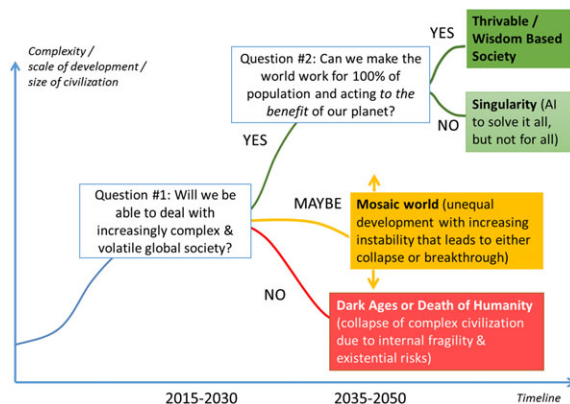 Complexity /
scale of development /
size of civilization
Question #2: Can we make
the world work for 100% of
population and acting to the
benefit of our planet?
YES
Thrivable /
Wisdom Based
Society
NO
Singularity (AI
to solve it all,
but not for all)
YES
Question #1: Will we be
able to deal with
increasingly complex &
volatile global society?
MAYBE
Mosaic world (unequal
development with increasing
instability that leads to either
collapse or breakthrough)
NO
Dark Ages or Death of Humanity
(collapse of complex civilization
due to internal fragility &
existential risks)
2015-2030
2035-2050
Timeline